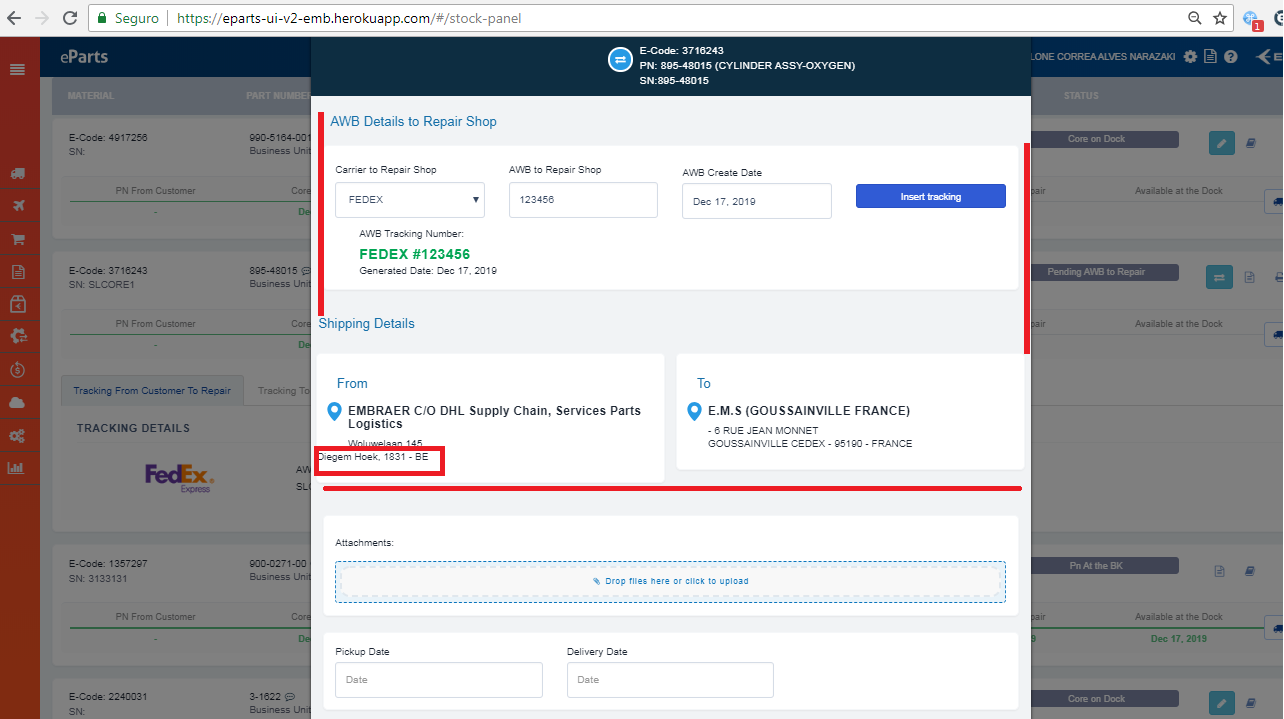 Seguro
https://eparts-ui-v2-emb.herokuapp.com/#/stock-panel
1
eParts
E-Code: 3716243
PN: 895-48015 (CYLINDER ASSY-OXYGEN)
SN:895-48015
LONE CORREA ALVES NARAZAKI
MATERIAL
PART NUMBER
STATUS
AWB Details to Repair Shop
E-Code: 4917256
990-5164-001
Core on Dock
SN:
Business Unit
Carrier to Repair Shop
AWB to Repair Shop
AWB Create Date
PN From Customer
Core
pair
Available at the Dock
FEDEX
123456
Dec 17, 2019
Insert tracking
-
De
AWB Tracking Number:
FEDEX #123456
Generated Date: Dec 17, 2019
E-Code: 3716243
895-48015
Pending AWB to Repair
SN: SLCORE1
Business Unit
PN From Customer
Core
Shipping Details
pair
Available at the Dock
-
De
From
To
Tracking From Customer To Repair
Tracking To
EMBRAER C/O DHL Supply Chain, Services Parts
Logistics
Woluwelaan 145
Diegem Hoek, 1831 - BE
E.M.S (GOUSSAINVILLE FRANCE)
- 6 RUE JEAN MONNET
GOUSSAINVILLE CEDEX - 95190 - FRANCE
TRACKING DETAILS
FedEx
Express
AW
SLC
Attachments:
Drop files here or click to upload
E-Code: 1357297
900-0271-00
Pn At the BK
SN: 3133131
Business Unit
PN From Customer
Core
pair
Available at the Dock
-
De
9
Dec 17, 2019
Pickup Date
Delivery Date
Date
Date
E-Code: 2240031
3-1622
Core on Dock
SN:
Business Unit